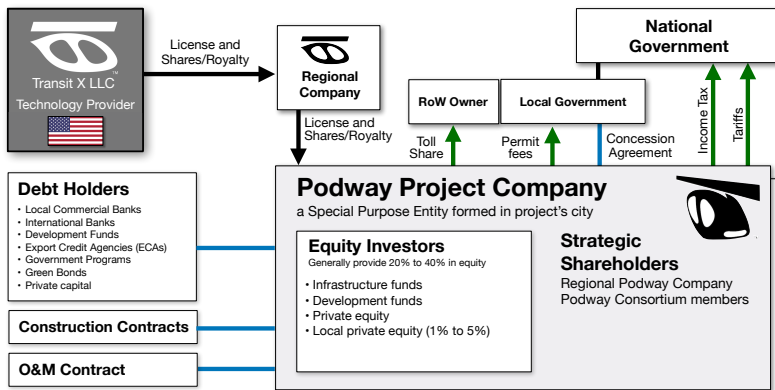 Transit X LLC
™
Technology Provider
License and
Shares/Royalty
Regional
Company
License and
Shares/Royalty
National
Government
RoW Owner
Local Government
Toll
Share
Permit
fees
Concession
Agreement
Income Tax
Tariffs
Debt Holders
• Local Commercial Banks
• International Banks
• Development Funds
• Export Credit Agencies (ECAs)
• Government Programs
• Green Bonds
• Private capital
Construction Contracts
O&M Contract
Podway Project Company
a Special Purpose Entity formed in project's city
Equity Investors
Generally provide 20% to 40% in equity
• Infrastructure funds
• Development funds
• Private equity
• Local private equity (1% to 5%)
Strategic
Shareholders
Regional Podway Company
Podway Consortium members